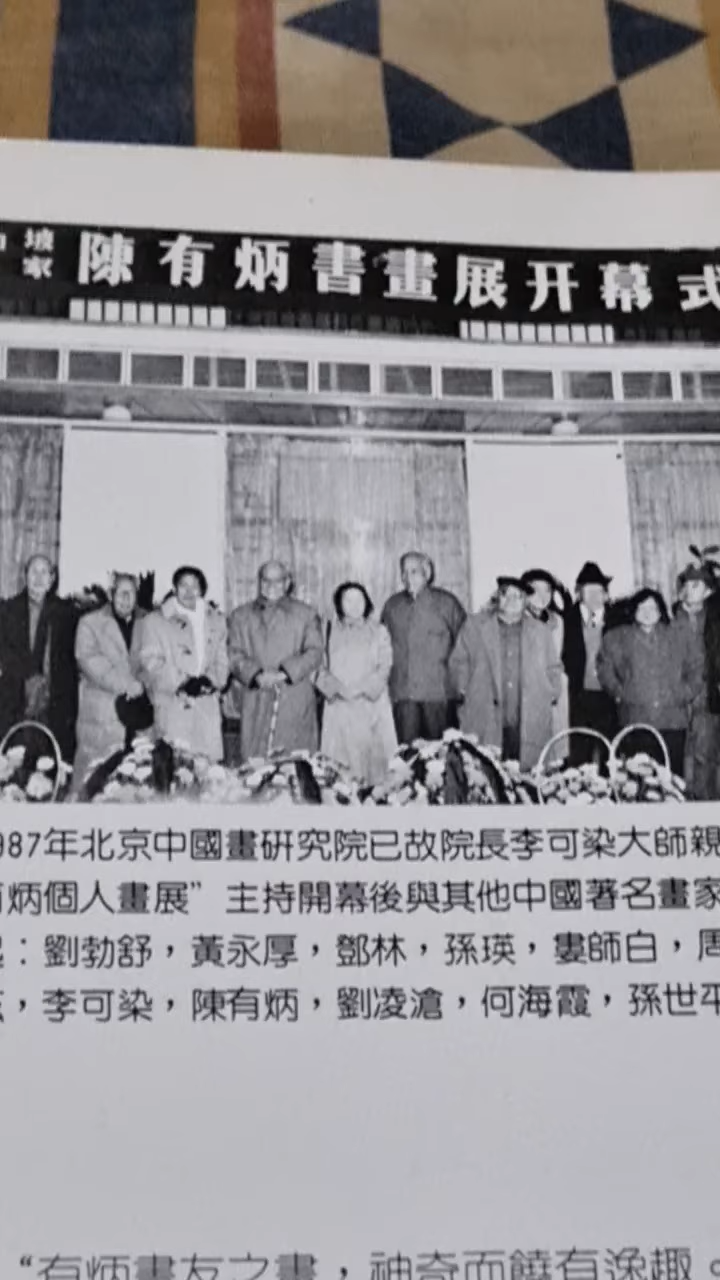 坡 陳有炳書畫展开幕式
家
987年北京中國畫研究院已故院長李可染大師親
炳個人畫展”主持開幕後與其他中國著名畫家
：劉勃舒，黃永厚，鄧林，孫瑛，婁師白，周
，李可染，陳有炳，劉凌滄，何海霞，孫世平
“有炳畫友之畫，神奇而饒有逸趣。